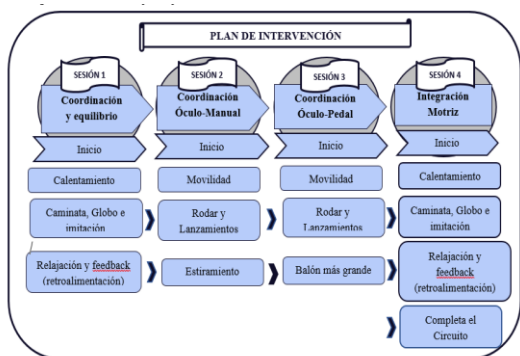 PLAN DE INTERVENCIÓN
SESIÓN 1
Coordinación
y equilíbrio
Inicio
Calentamiento
Caminata, Globo e
imitación
Relajación y feedback
(retroalimentación)
SESIÓN 2
Coordinación
Óculo-Manual
Inicio
Movilidad
Rodar y
Lanzamientos
Estiramiento
SESIÓN 3
Coordinación
Óculo-Pedal
Inicio
Movilidad
Rodar y
Lanzamientos
Balón más grande
SESIÓN 4
Integración
Motriz
Inicio
Calentamiento
Caminata, Globo e
imitación
Relajación y
feedback
(retroalimentación)
Completa el
Circuito